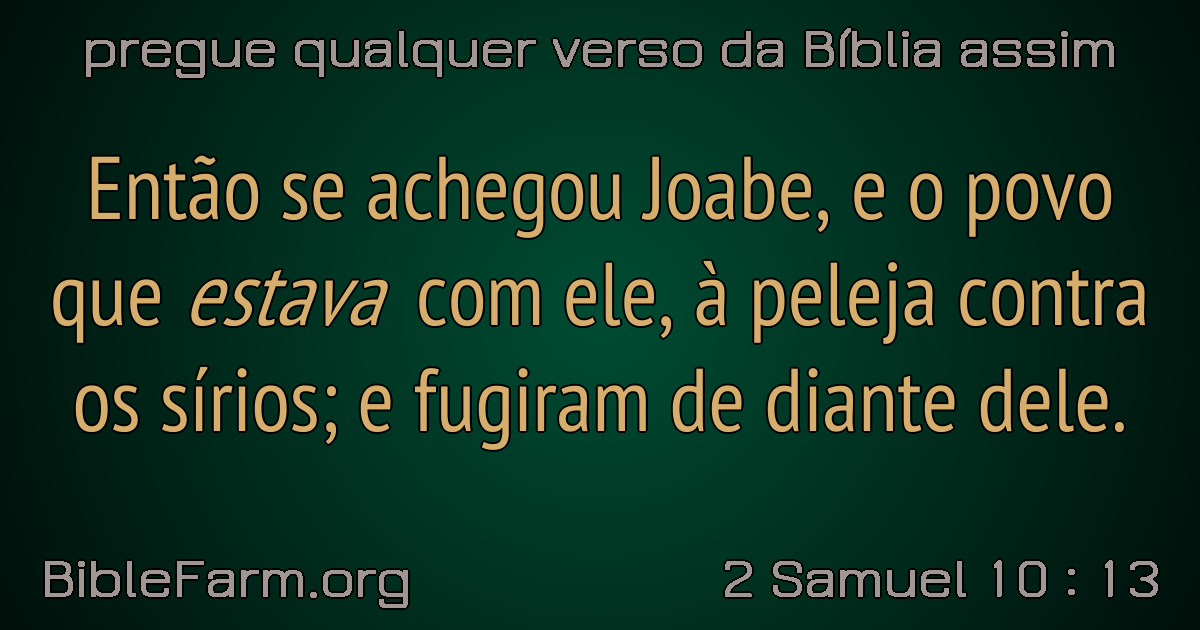 pregue qualquer verso da Bíblia assim
Então se achegou Joabe, e o povo
que estava com ele, à peleja contra
os sírios; e fugiram de diante dele.
BibleFarm.org
2 Samuel 10 : 13